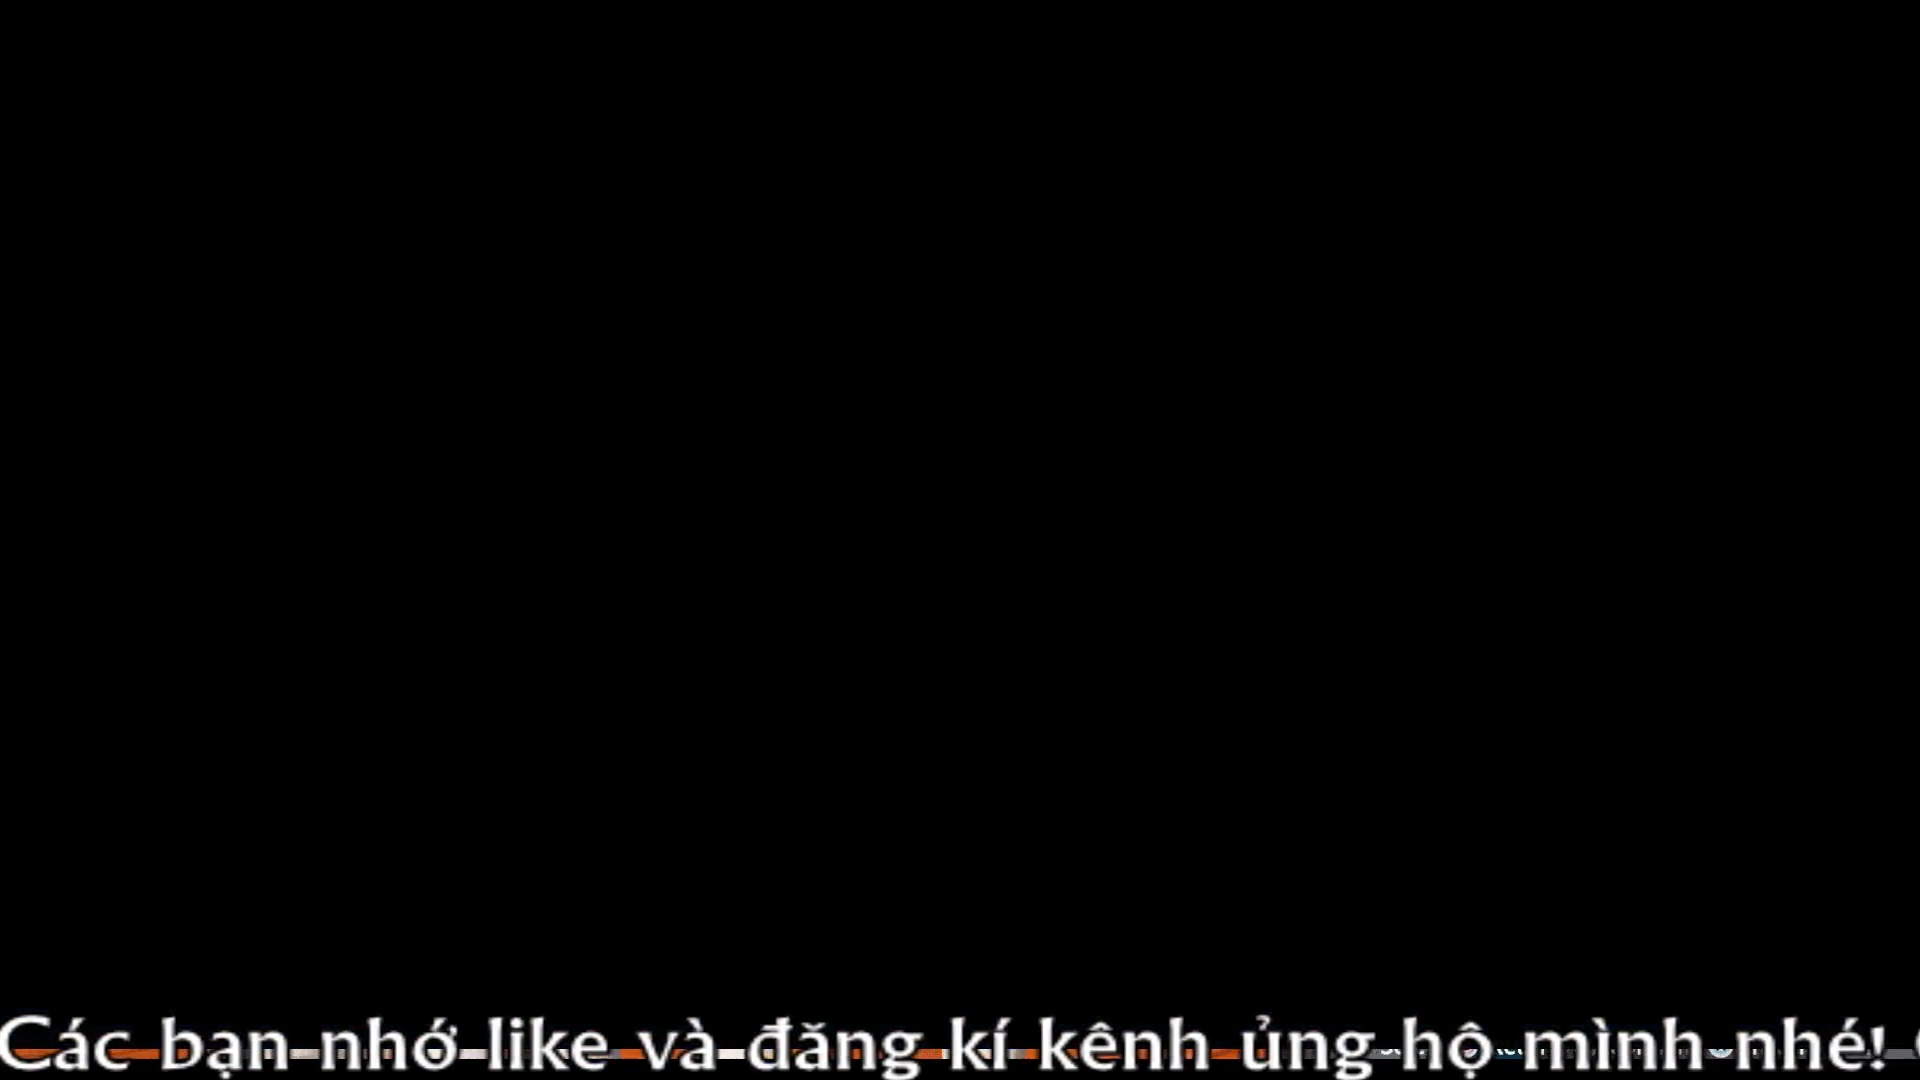 Các bạn nhớ like và đăng kí kênh ủng hộ mình nhé!